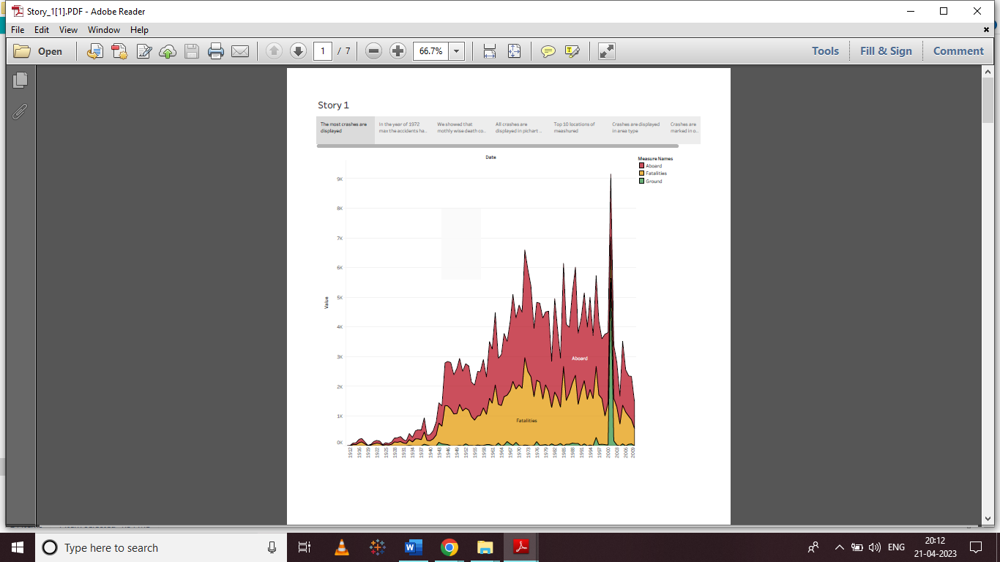 Story_1[1].PDF - Adobe Reader
File Edit View Window Help
Open 1 / 7 66.7% Tools Fill & Sign Comment
Story 1
The most crashes are
displayed
In the year of 1972
max the accidents ha..
We showed that
mothly wise death co..
All crashes are
displayed in pichart ..
Top 10 locations of
meashured
Crashes are displayed
in area type
Crashes are
marked in o..
Date
Measure Names
Aboard
Fatalities
Ground
9K
8K
7K
6K
5K
4K
3K
2K
1K
0K
Value
Aboard
Fatalities
1912 1916 1919 1922 1925 1928 1931 1934 1937 1940 1943 1946 1949 1952 1955 1958 1961 1964 1967 1970 1973 1976 1979 1982 1985 1988 1991 1994 1997 2000 2003 2006 2009
Type here to search
ENG
20:12
21-04-2023